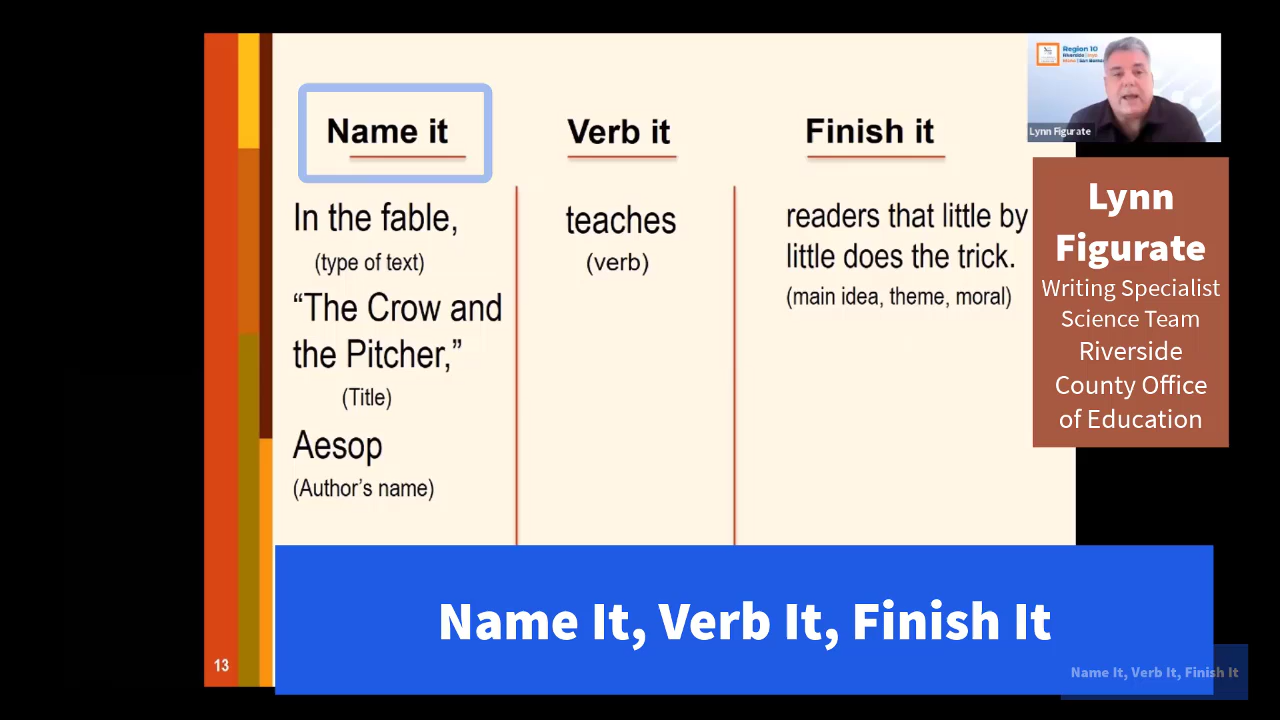 Name it
Verb it
Finish it
In the fable,
(type of text)
“The Crow and
the Pitcher,”
(Title)
Aesop
(Author’s name)
teaches
(verb)
readers that little by
little does the trick.
(main idea, theme, moral)
Region 10
Lynn Figurate
Lynn
Figurate
Writing Specialist
Science Team
Riverside
County Office
of Education
Name It, Verb It, Finish It
13
Name It, Verb It, Finish It